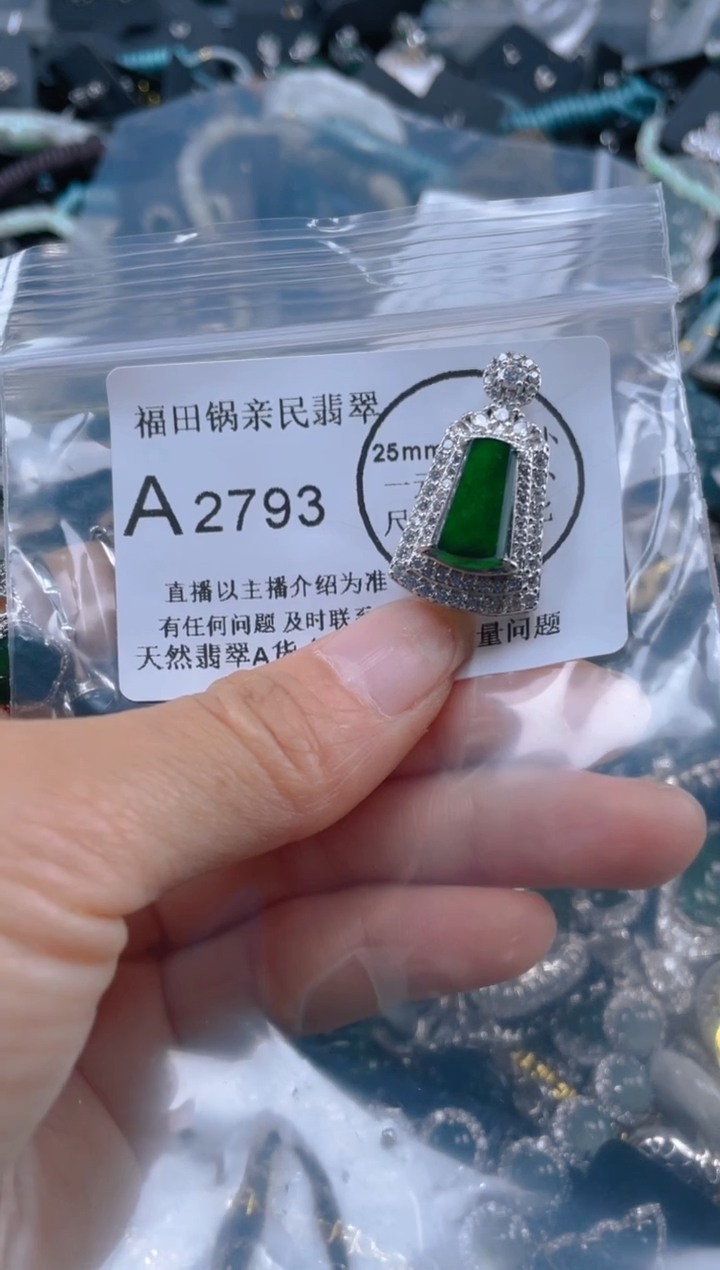 福田锅亲民翡翠
A2793
25mm
尺
直播以主播介绍为准
有任何问题 及时联系
量问题
天然翡翠A货